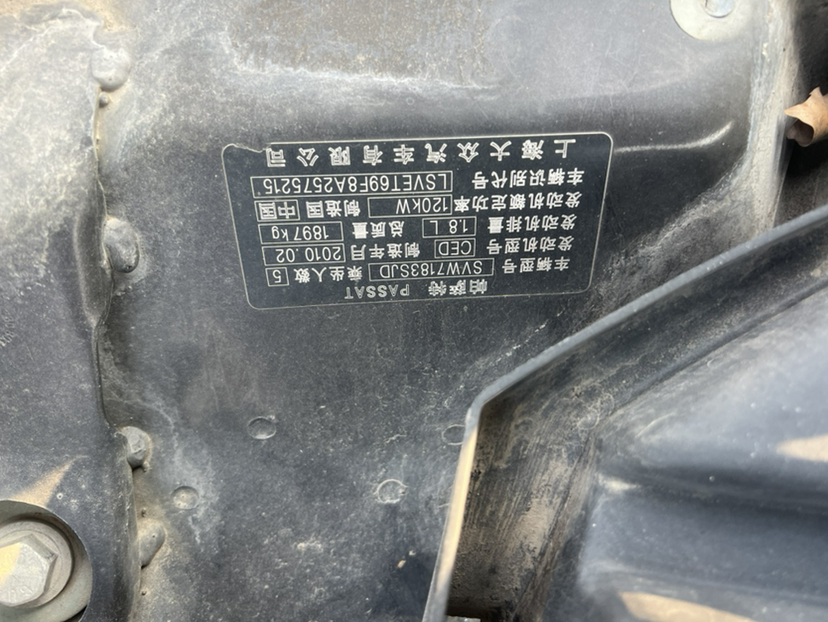 帕萨特 PASSAT
车辆型号 SVW7183SJD 乘坐人数 5
发动机型号 CED 制造年月 2010.02
发动机排量 1.8 L 总质量 1897 kg
发动机额定功率 120kW 制造国 中国
车辆识别代号 LSVET69F8A2575215
上海大众汽车有限公司